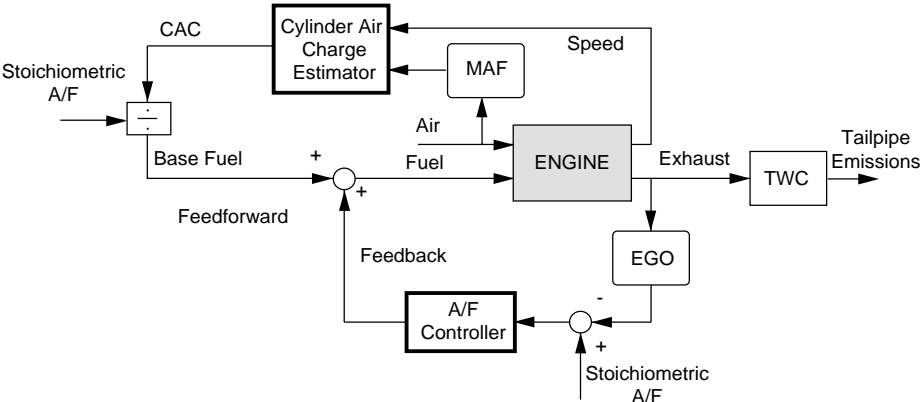 CAC
Cylinder Air
Charge
Estimator
Speed
MAF
Stoichiometric
A/F
÷
Air
Base Fuel
+
+
Fuel
ENGINE
Exhaust
TWC
Tailpipe
Emissions
Feedforward
Feedback
EGO
A/F
Controller
-
+
Stoichiometric
A/F